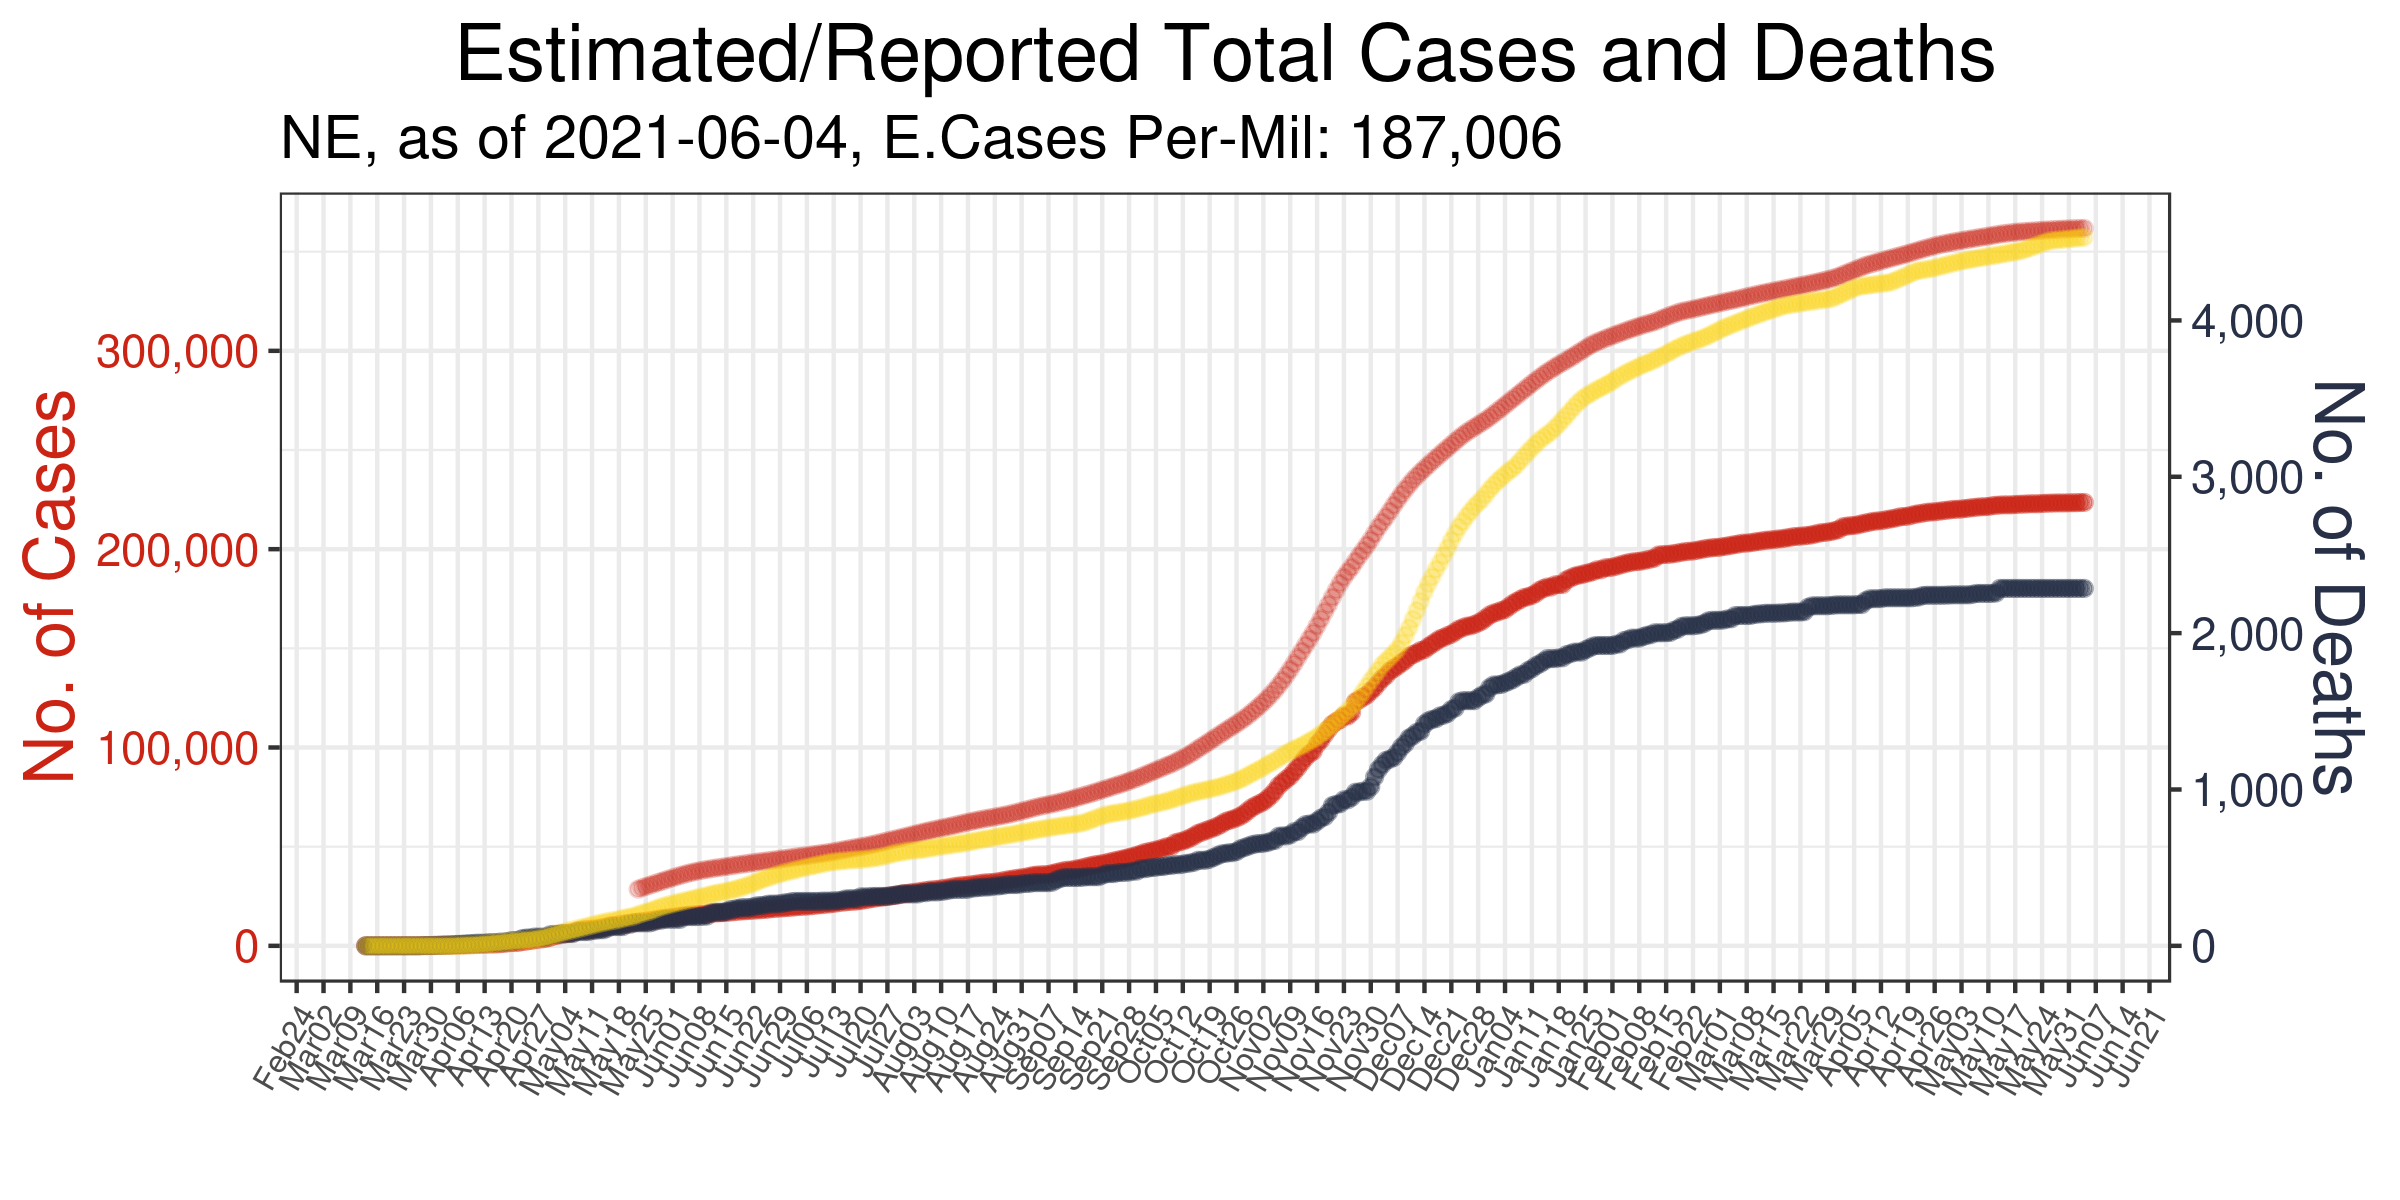 Estimated/Reported Total Cases and Deaths
NE, as of 2021-06-04, E.Cases Per-Mil: 187,006
No. of Cases
300,000
200,000
100,000
0
4,000
3,000
2,000
1,000
0
No. of Deaths
Feb24
Mar02
Mar09
Mar16
Mar23
Mar30
Apr06
Apr13
Apr20
Apr27
May04
May11
May18
May25
Jun01
Jun08
Jun15
Jun22
Jun29
Jul06
Jul13
Jul20
Jul27
Aug03
Aug10
Aug17
Aug24
Aug31
Sep07
Sep14
Sep21
Sep28
Oct05
Oct12
Oct19
Oct26
Nov02
Nov09
Nov16
Nov23
Nov30
Dec07
Dec14
Dec21
Dec28
Jan04
Jan11
Jan18
Jan25
Feb01
Feb08
Feb15
Feb22
Mar01
Mar08
Mar15
Mar22
Mar29
Apr05
Apr12
Apr19
Apr26
May03
May10
May17
May24
May31
Jun07
Jun14
Jun21